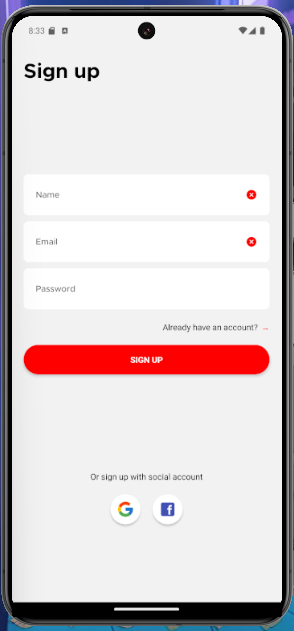 8:33
Sign up
Name
Email
Password
Already have an account?
SIGN UP
Or sign up with social account